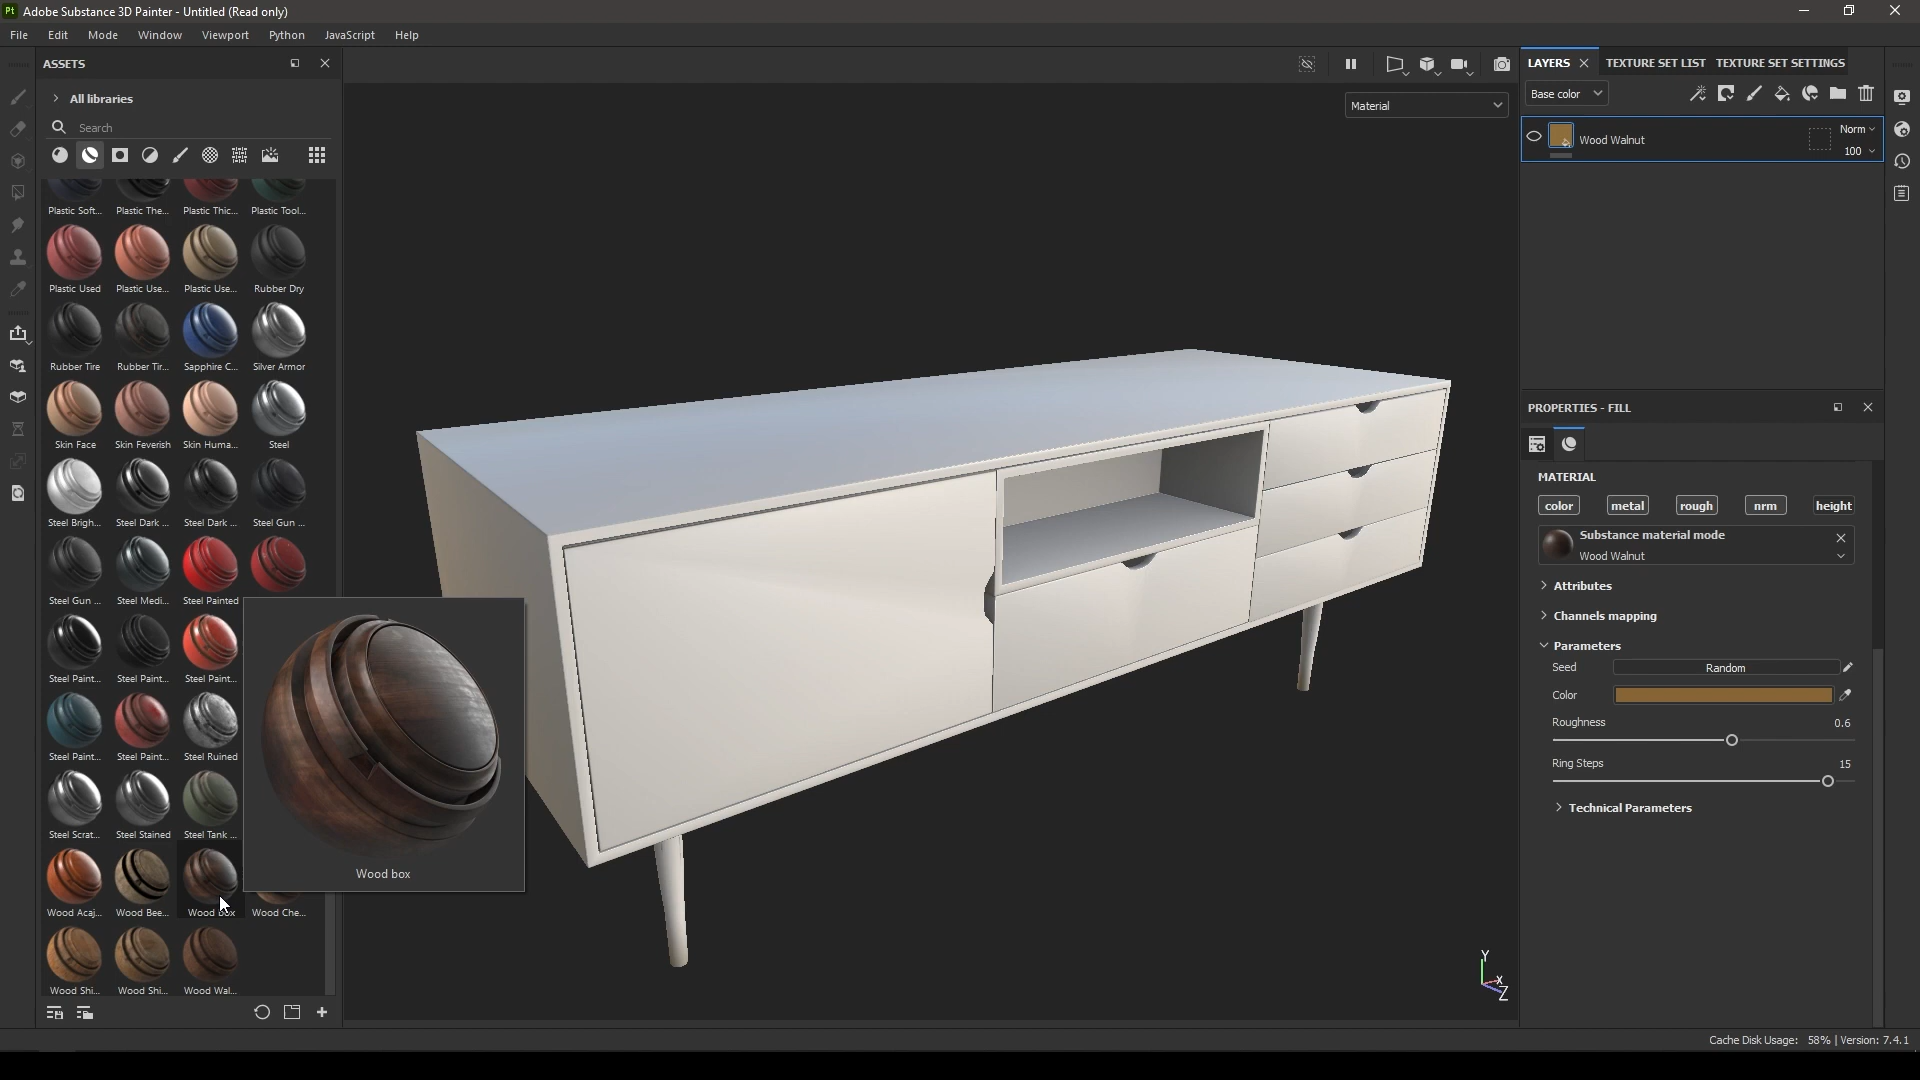 Pt Adobe Substance 3D Painter - Untitled (Read only)
File Edit Mode Window Viewport Python JavaScript Help
ASSETS
All libraries
Search
Plastic Soft... Plastic The... Plastic Thic... Plastic Tool...
Plastic Used Plastic Use... Plastic Use... Rubber Dry
Rubber Tire Rubber Tir... Sapphire C... Silver Armor
Skin Face Skin Feverish Skin Huma... Steel
Steel Brigh... Steel Dark ... Steel Dark ... Steel Gun ...
Steel Gun ... Steel Medi... Steel Painted
Steel Paint... Steel Paint... Steel Paint...
Steel Paint... Steel Paint... Steel Ruined
Steel Scrat... Steel Stained Steel Tank ...
Wood Acaj... Wood Bee... Wood box Wood Che...
Wood Shi... Wood Shi... Wood Wal...
Wood box
Material
Y
X
Z
LAYERS TEXTURE SET LIST TEXTURE SET SETTINGS
Base color
Wood Walnut
Norm
100
PROPERTIES - FILL
MATERIAL
color metal rough nrm height
Substance material mode
Wood Walnut
Attributes
Channels mapping
Parameters
Seed Random
Color
Roughness 0.6
Ring Steps 15
Technical Parameters
Cache Disk Usage: 58% | Version: 7.4.1